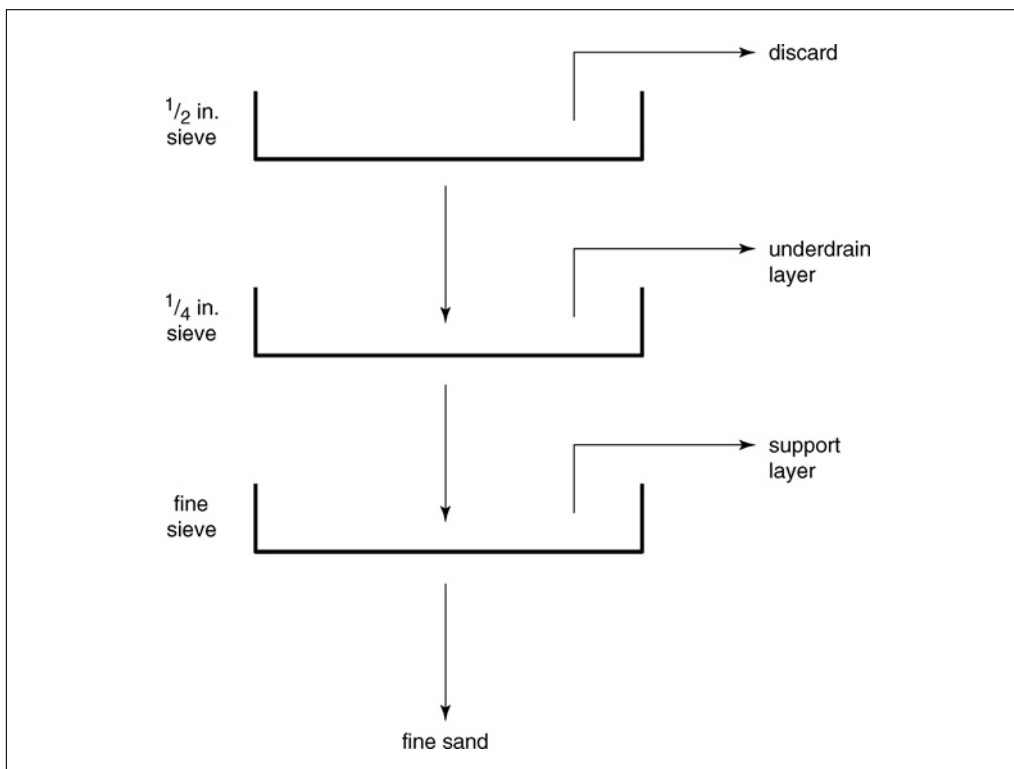 discard
1/2 in.
sieve
underdrain
layer
1/4 in.
sieve
support
layer
fine
sieve
fine sand